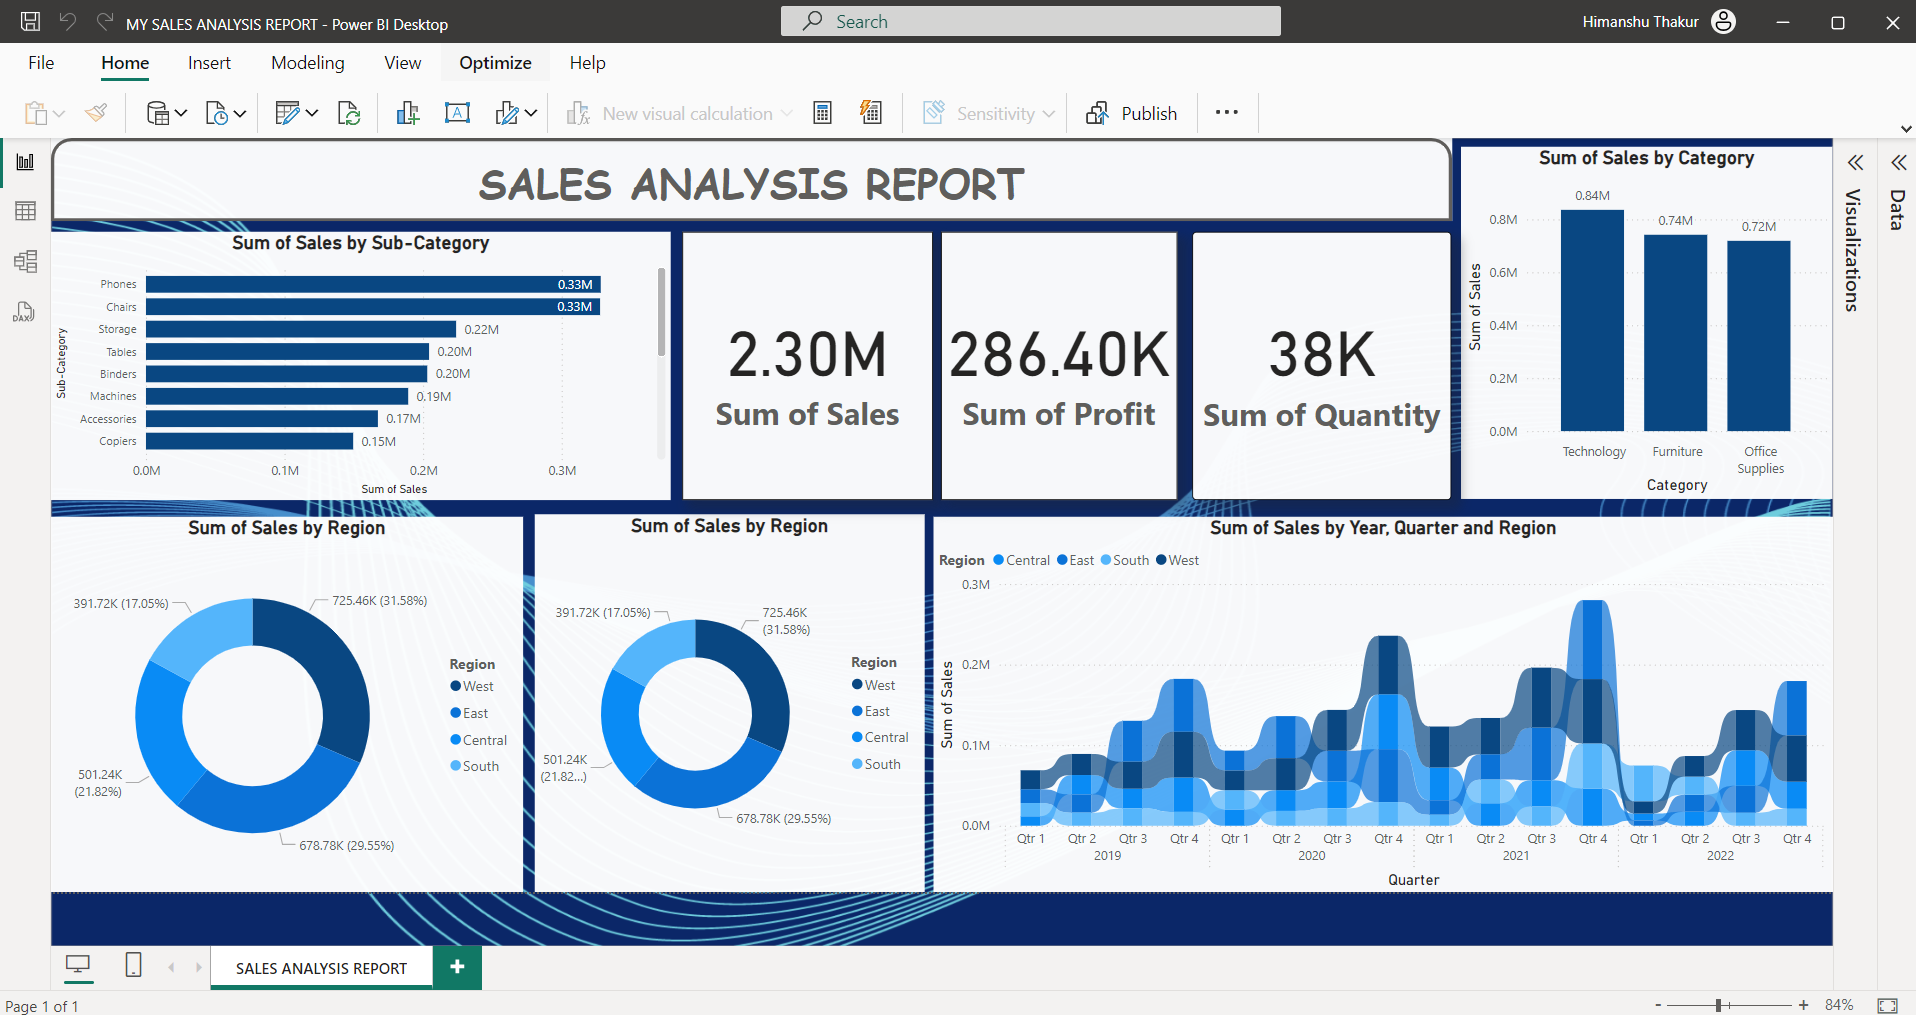 MY SALES ANALYSIS REPORT - Power BI Desktop
Search
Himanshu Thakur
File Home Insert Modeling View Optimize Help
New visual calculation
Sensitivity
Publish
SALES ANALYSIS REPORT
Sum of Sales by Sub-Category
Sub-Category
Phones 0.33M
Chairs 0.33M
Storage 0.22M
Tables 0.20M
Binders 0.20M
Machines 0.19M
Accessories 0.17M
Copiers 0.15M
0.0M 0.1M 0.2M 0.3M
Sum of Sales
2.30M
Sum of Sales
286.40K
Sum of Profit
38K
Sum of Quantity
Sum of Sales by Category
Sum of Sales
0.8M
0.6M
0.4M
0.2M
0.0M
0.84M
0.74M
0.72M
Technology
Furniture
Office
Supplies
Category
Visualizations
Data
Sum of Sales by Region
391.72K (17.05%)
725.46K (31.58%)
501.24K
(21.82%)
678.78K (29.55%)
Region
West
East
Central
South
Sum of Sales by Region
391.72K (17.05%)
725.46K
(31.58%)
501.24K
(21.82...)
678.78K (29.55%)
Region
West
East
Central
South
Sum of Sales by Year, Quarter and Region
Region Central East South West
Sum of Sales
0.3M
0.2M
0.1M
0.0M
Qtr 1 Qtr 2 Qtr 3 Qtr 4 Qtr 1 Qtr 2 Qtr 3 Qtr 4 Qtr 1 Qtr 2 Qtr 3 Qtr 4 Qtr 1 Qtr 2 Qtr 3 Qtr 4
2019 2020 2021 2022
Quarter
SALES ANALYSIS REPORT
Page 1 of 1
- + 84%
DAX
A
fx